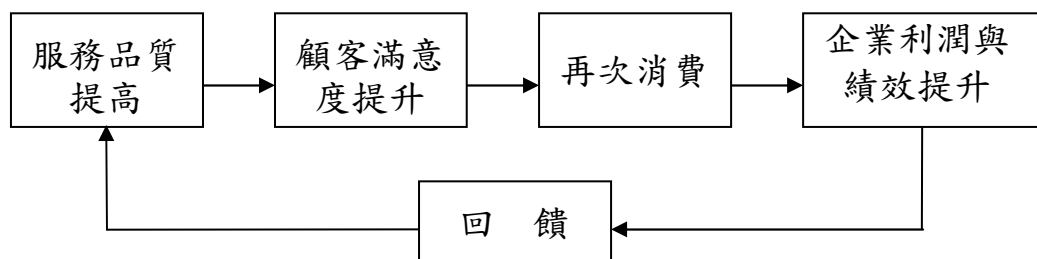 服務品質
提高
顧客滿意
度提升
再次消費
企業利潤與
績效提升
回 饋